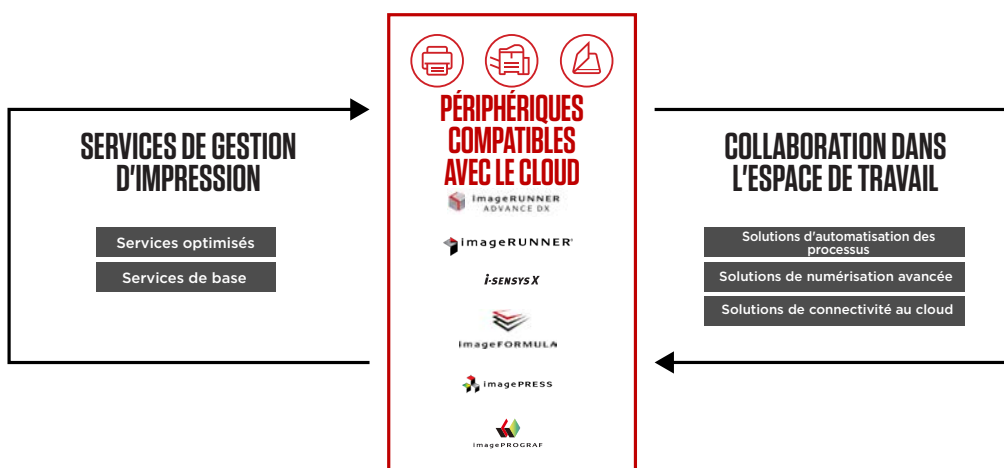 SERVICES DE GESTION
D'IMPRESSION
Services optimisés
Services de base
PÉRIPHÉRIQUES
COMPATIBLES
AVEC LE CLOUD
imageRUNNER
ADVANCE DX
imageRUNNER
i-SENSYS X
imageFORMULA
imagePRESS
imagePROGRAF
COLLABORATION DANS
L'ESPACE DE TRAVAIL
Solutions d'automatisation des
processus
Solutions de numérisation avancée
Solutions de connectivité au cloud